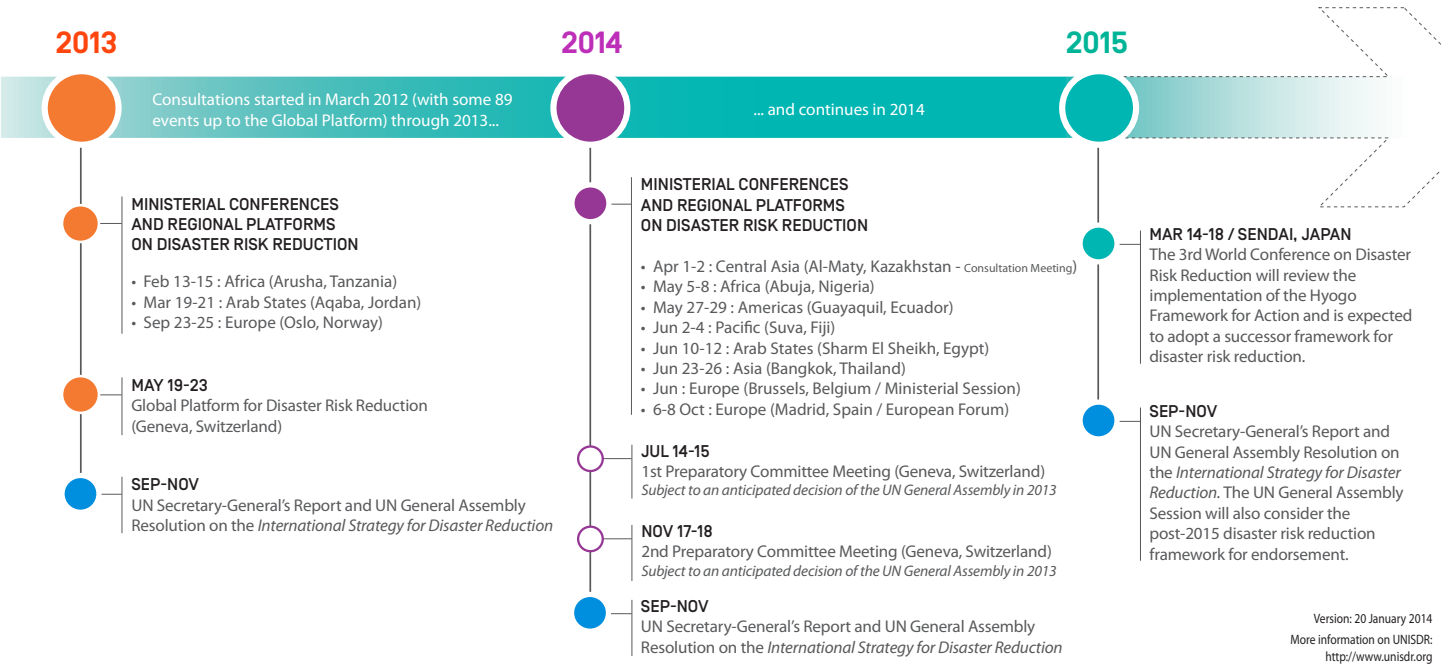 2013
2014
2015
Consultations started in March 2012 (with some 89
events up to the Global Platform) through 2013...
... and continues in 2014
MINISTERIAL CONFERENCES
AND REGIONAL PLATFORMS
ON DISASTER RISK REDUCTION
• Feb 13-15 : Africa (Arusha, Tanzania)
• Mar 19-21 : Arab States (Aqaba, Jordan)
• Sep 23-25 : Europe (Oslo, Norway)
MAY 19-23
Global Platform for Disaster Risk Reduction
(Geneva, Switzerland)
SEP-NOV
UN Secretary-General's Report and UN General Assembly
Resolution on the International Strategy for Disaster Reduction
MINISTERIAL CONFERENCES
AND REGIONAL PLATFORMS
ON DISASTER RISK REDUCTION
• Apr 1-2 : Central Asia (Al-Maty, Kazakhstan - Consultation Meeting)
• May 5-8 : Africa (Abuja, Nigeria)
• May 27-29 : Americas (Guayaquil, Ecuador)
• Jun 2-4 : Pacific (Suva, Fiji)
• Jun 10-12 : Arab States (Sharm El Sheikh, Egypt)
• Jun 23-26 : Asia (Bangkok, Thailand)
• Jun : Europe (Brussels, Belgium / Ministerial Session)
• 6-8 Oct : Europe (Madrid, Spain / European Forum)
JUL 14-15
1st Preparatory Committee Meeting (Geneva, Switzerland)
Subject to an anticipated decision of the UN General Assembly in 2013
NOV 17-18
2nd Preparatory Committee Meeting (Geneva, Switzerland)
Subject to an anticipated decision of the UN General Assembly in 2013
SEP-NOV
UN Secretary-General's Report and UN General Assembly
Resolution on the International Strategy for Disaster Reduction
MAR 14-18 / SENDAI, JAPAN
The 3rd World Conference on Disaster
Risk Reduction will review the
implementation of the Hyogo
Framework for Action and is expected
to adopt a successor framework for
disaster risk reduction.
SEP-NOV
UN Secretary-General's Report and
UN General Assembly Resolution on
the International Strategy for Disaster
Reduction. The UN General Assembly
Session will also consider the
post-2015 disaster risk reduction
framework for endorsement.
Version: 20 January 2014
More information on UNISDR:
http://www.unisdr.org